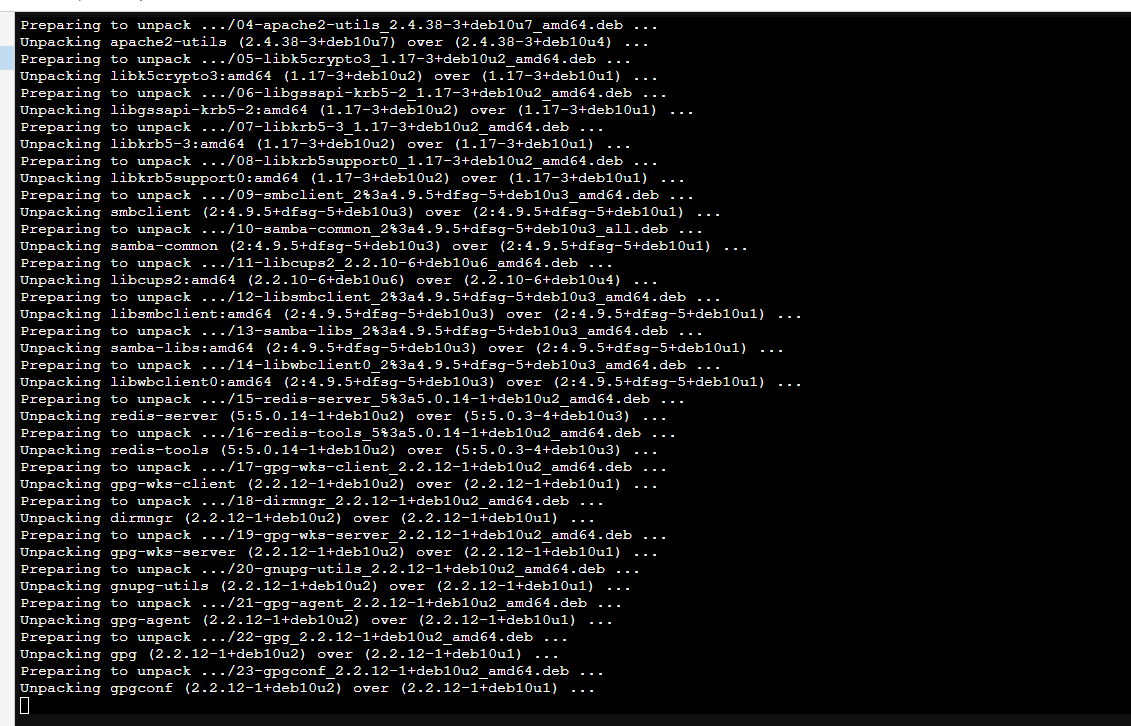 Preparing to unpack .../04-apache2-utils_2.4.38-3+deb10u7_amd64.deb ...
Unpacking apache2-utils (2.4.38-3+deb10u7) over (2.4.38-3+deb10u4) ...
Preparing to unpack .../05-libk5crypto3_1.17-3+deb10u2_amd64.deb ...
Unpacking libk5crypto3:amd64 (1.17-3+deb10u2) over (1.17-3+deb10u1) ...
Preparing to unpack .../06-libgssapi-krb5-2_1.17-3+deb10u2_amd64.deb ...
Unpacking libgssapi-krb5-2:amd64 (1.17-3+deb10u2) over (1.17-3+deb10u1) ...
Preparing to unpack .../07-libkrb5-3_1.17-3+deb10u2_amd64.deb ...
Unpacking libkrb5-3:amd64 (1.17-3+deb10u2) over (1.17-3+deb10u1) ...
Preparing to unpack .../08-libkrb5support0_1.17-3+deb10u2_amd64.deb ...
Unpacking libkrb5support0:amd64 (1.17-3+deb10u2) over (1.17-3+deb10u1) ...
Preparing to unpack .../09-smbclient_2%3a4.9.5+dfsg-5+deb10u3_amd64.deb ...
Unpacking smbclient (2:4.9.5+dfsg-5+deb10u3) over (2:4.9.5+dfsg-5+deb10u1) ...
Preparing to unpack .../10-samba-common_2%3a4.9.5+dfsg-5+deb10u3_all.deb ...
Unpacking samba-common (2:4.9.5+dfsg-5+deb10u3) over (2:4.9.5+dfsg-5+deb10u1) ...
Preparing to unpack .../11-libcups2_2.2.10-6+deb10u6_amd64.deb ...
Unpacking libcups2:amd64 (2.2.10-6+deb10u6) over (2.2.10-6+deb10u4) ...
Preparing to unpack .../12-libsmbclient_2%3a4.9.5+dfsg-5+deb10u3_amd64.deb ...
Unpacking libsmbclient:amd64 (2:4.9.5+dfsg-5+deb10u3) over (2:4.9.5+dfsg-5+deb10u1) ...
Preparing to unpack .../13-samba-libs_2%3a4.9.5+dfsg-5+deb10u3_amd64.deb ...
Unpacking samba-libs:amd64 (2:4.9.5+dfsg-5+deb10u3) over (2:4.9.5+dfsg-5+deb10u1) ...
Preparing to unpack .../14-libwbclient0_2%3a4.9.5+dfsg-5+deb10u3_amd64.deb ...
Unpacking libwbclient0:amd64 (2:4.9.5+dfsg-5+deb10u3) over (2:4.9.5+dfsg-5+deb10u1) ...
Preparing to unpack .../15-redis-server_5%3a5.0.14-1+deb10u2_amd64.deb ...
Unpacking redis-server (5:5.0.14-1+deb10u2) over (5:5.0.3-4+deb10u3) ...
Preparing to unpack .../16-redis-tools_5%3a5.0.14-1+deb10u2_amd64.deb ...
Unpacking redis-tools (5:5.0.14-1+deb10u2) over (5:5.0.3-4+deb10u3) ...
Preparing to unpack .../17-gpg-wks-client_2.2.12-1+deb10u2_amd64.deb ...
Unpacking gpg-wks-client (2.2.12-1+deb10u2) over (2.2.12-1+deb10u1) ...
Preparing to unpack .../18-dirmngr_2.2.12-1+deb10u2_amd64.deb ...
Unpacking dirmngr (2.2.12-1+deb10u2) over (2.2.12-1+deb10u1) ...
Preparing to unpack .../19-gpg-wks-server_2.2.12-1+deb10u2_amd64.deb ...
Unpacking gpg-wks-server (2.2.12-1+deb10u2) over (2.2.12-1+deb10u1) ...
Preparing to unpack .../20-gnupg-utils_2.2.12-1+deb10u2_amd64.deb ...
Unpacking gnupg-utils (2.2.12-1+deb10u2) over (2.2.12-1+deb10u1) ...
Preparing to unpack .../21-gpg-agent_2.2.12-1+deb10u2_amd64.deb ...
Unpacking gpg-agent (2.2.12-1+deb10u2) over (2.2.12-1+deb10u1) ...
Preparing to unpack .../22-gpg_2.2.12-1+deb10u2_amd64.deb ...
Unpacking gpg (2.2.12-1+deb10u2) over (2.2.12-1+deb10u1) ...
Preparing to unpack .../23-gpgconf_2.2.12-1+deb10u2_amd64.deb ...
Unpacking gpgconf (2.2.12-1+deb10u2) over (2.2.12-1+deb10u1) ...